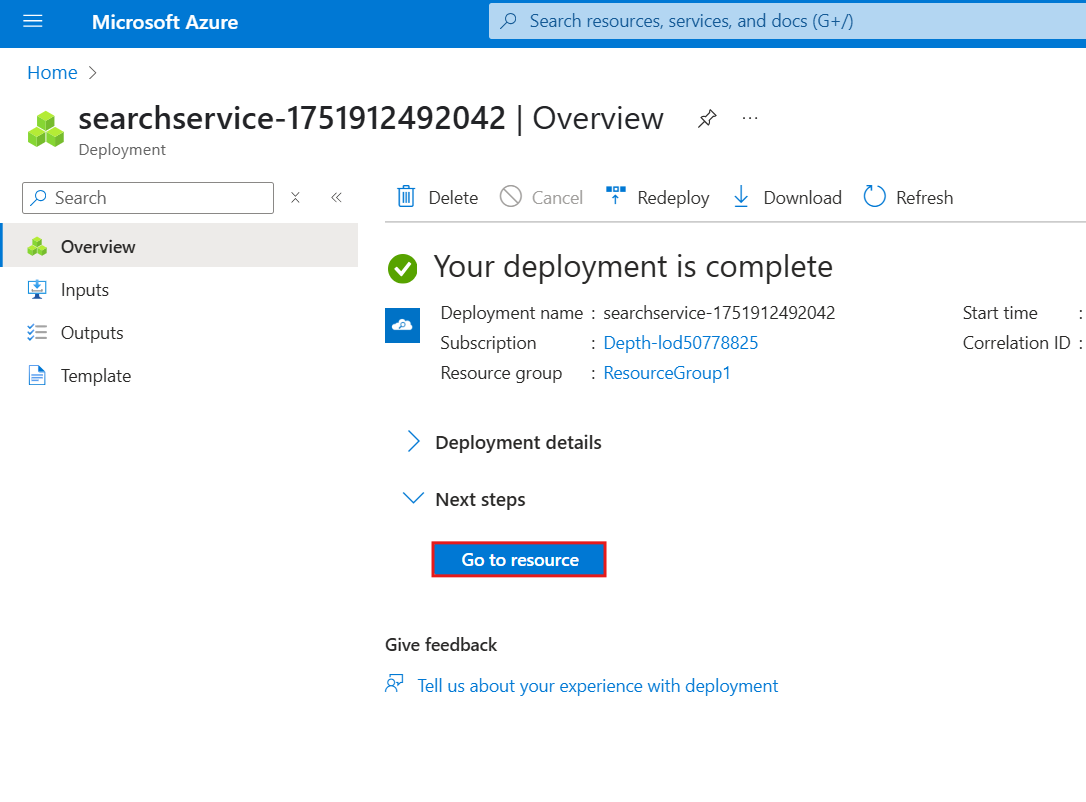 Microsoft Azure
Search resources, services, and docs (G+/)
Home
searchservice-1751912492042 | Overview
Deployment
Search
Delete
Cancel
Redeploy
Download
Refresh
Overview
Inputs
Outputs
Template
Your deployment is complete
Deployment name : searchservice-1751912492042
Subscription : Depth-lod50778825
Resource group : ResourceGroup1
Start time :
Correlation ID :
Deployment details
Next steps
Go to resource
Give feedback
Tell us about your experience with deployment